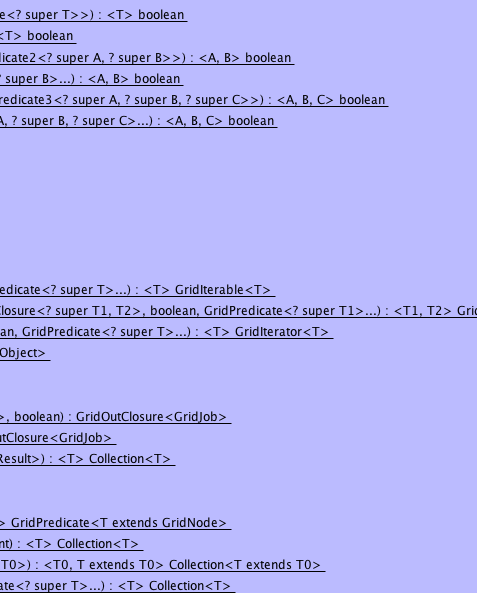 e<? super T>>) : <T> boolean
<T> boolean
icate2<? super A, ? super B>>) : <A, B> boolean
? super B>...) : <A, B> boolean
redicate3<? super A, ? super B, ? super C>>) : <A, B, C> boolean
A, ? super B, ? super C>...) : <A, B, C> boolean
edicate<? super T>...) : <T> GridIterable<T>
Closure<? super T1, T2>, boolean, GridPredicate<? super T1>...) : <T1, T2> Grid
an, GridPredicate<? super T>...) : <T> GridIterator<T>
Object>
>, boolean) : GridOutClosure<GridJob>
utClosure<GridJob>
Result>) : <T> Collection<T>
> GridPredicate<T extends GridNode>
nt) : <T> Collection<T>
T0>) : <T0, T extends T0> Collection<T extends T0>
ate<? super T>...) : <T> Collection<T>